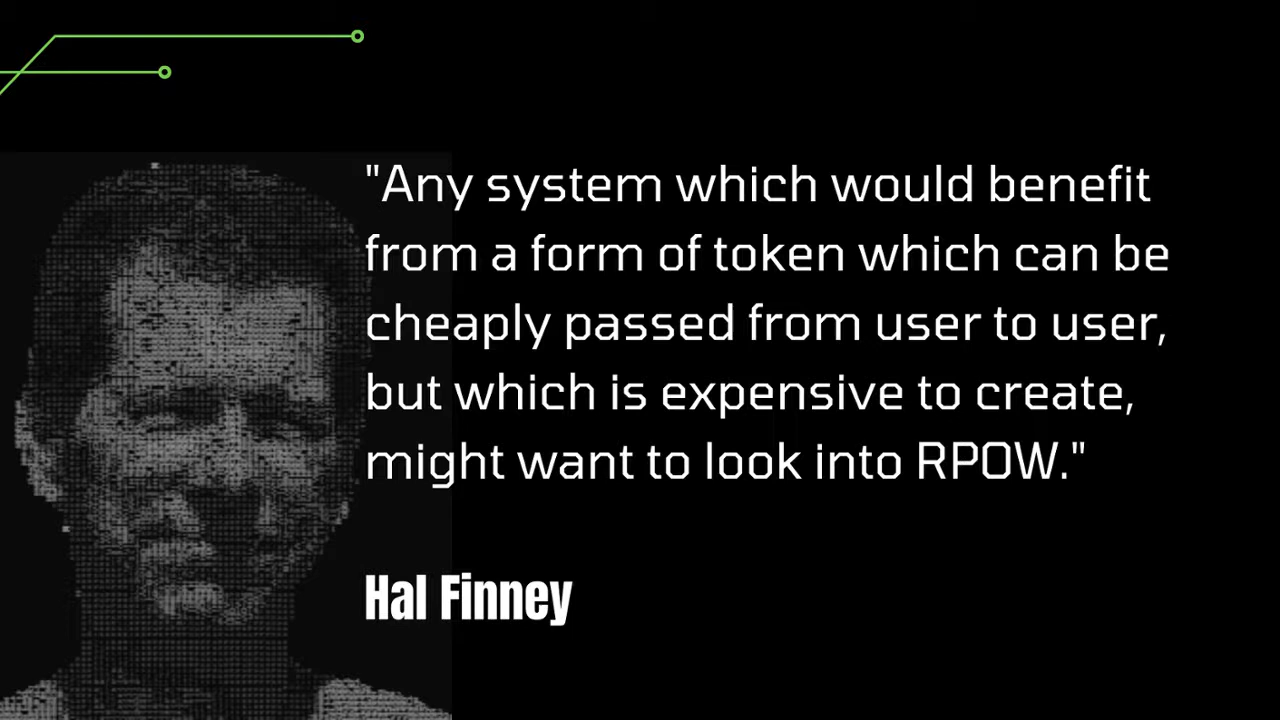 "Any system which would benefit
from a form of token which can be
cheaply passed from user to user,
but which is expensive to create,
might want to look into RPOW."
Hal Finney